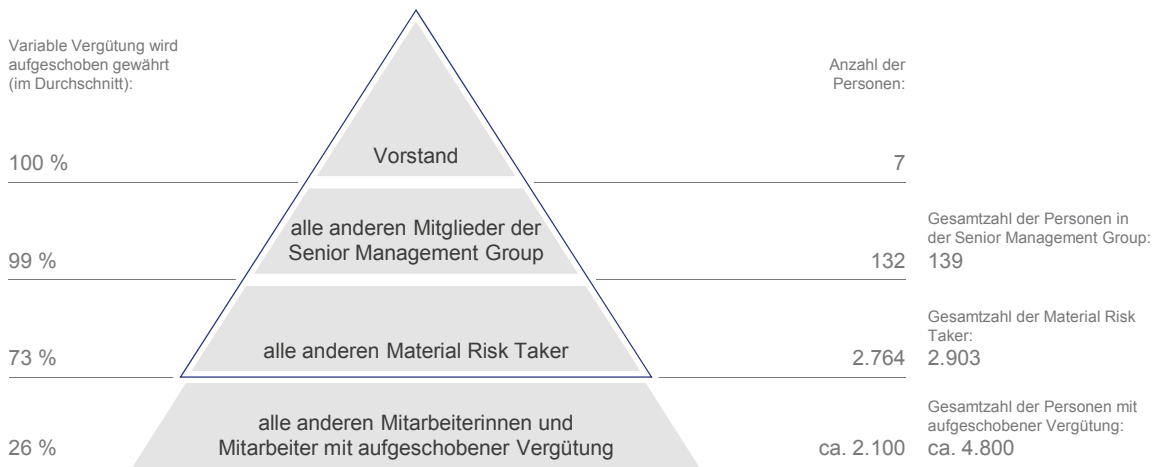 Variable Vergütung wird
aufgeschoben gewährt
(im Durchschnitt):
Anzahl der
Personen:
Vorstand
100 %
7
alle anderen Mitglieder der
Senior Management Group
99 %
132
Gesamtzahl der Personen in
der Senior Management Group:
139
alle anderen Material Risk Taker
73 %
2.764
Gesamtzahl der Material Risk
Taker:
2.903
alle anderen Mitarbeiterinnen und
Mitarbeiter mit aufgeschobener Vergütung
26 %
ca. 2.100
Gesamtzahl der Personen mit
aufgeschobener Vergütung:
ca. 4.800